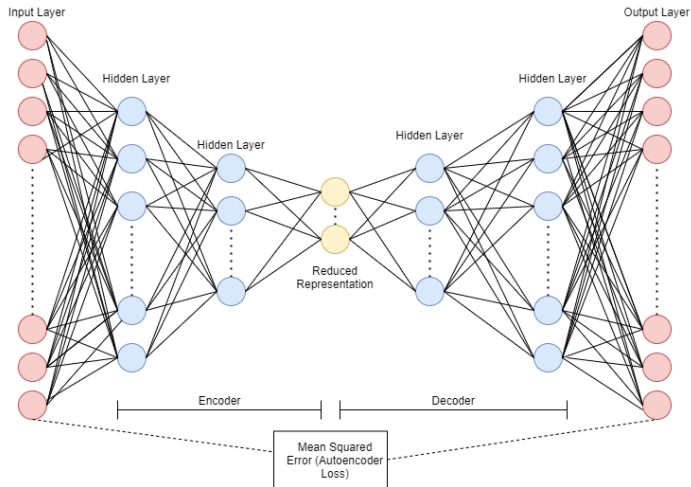 Input Layer
Output Layer
Hidden Layer
Hidden Layer
Hidden Layer
Hidden Layer
Reduced
Representation
Encoder
Decoder
Mean Squared
Error (Autoencoder
Loss)